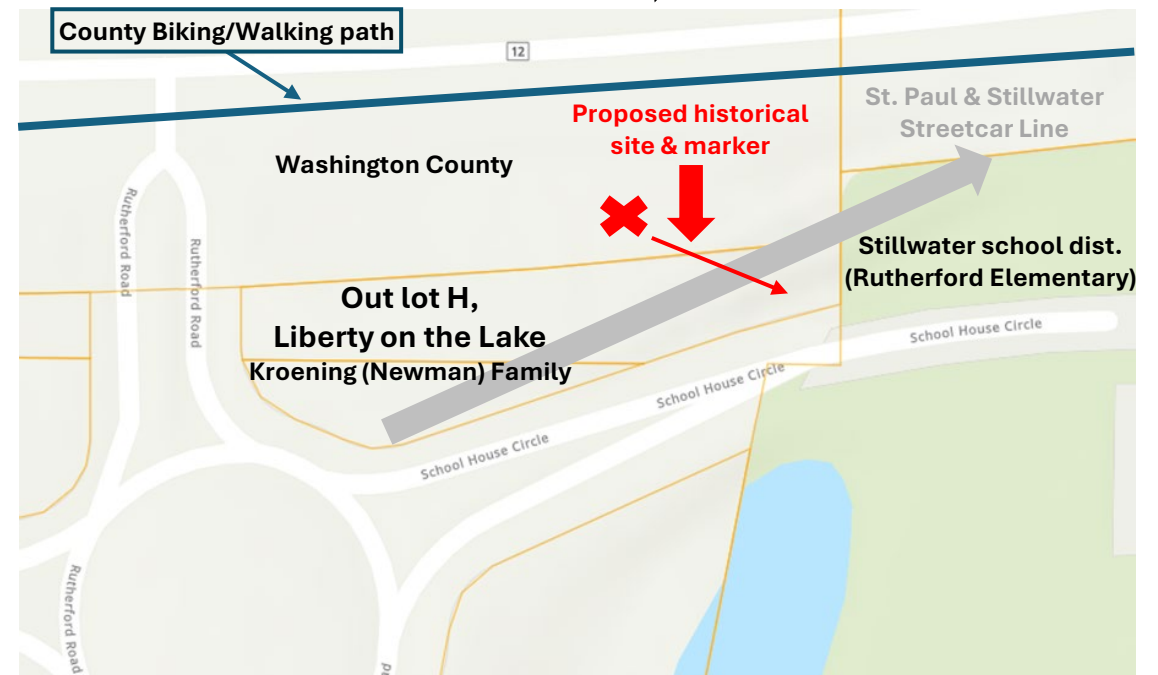 County Biking/Walking path
12
Proposed historical
site & marker
St. Paul & Stillwater
Streetcar Line
Washington County
Rutherford Road
Rutherford Road
Stillwater school dist.
(Rutherford Elementary)
Out lot H,
Liberty on the Lake
Kroening (Newman) Family
School House Circle
School House Circle
School House Circle
Rutherford Road